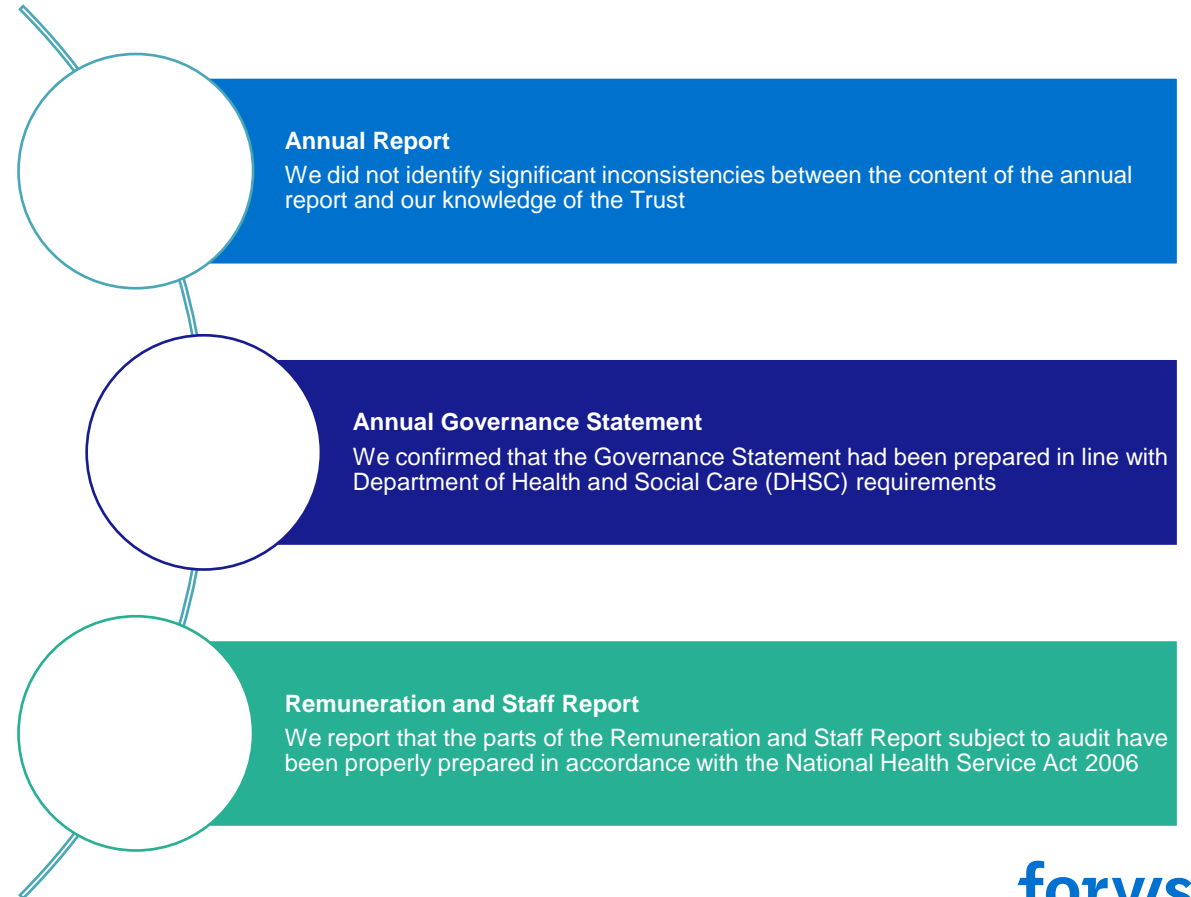 Annual Report
We did not identify significant inconsistencies between the content of the annual
report and our knowledge of the Trust
Annual Governance Statement
We confirmed that the Governance Statement had been prepared in line with
Department of Health and Social Care (DHSC) requirements
Remuneration and Staff Report
We report that the parts of the Remuneration and Staff Report subject to audit have
been properly prepared in accordance with the National Health Service Act 2006